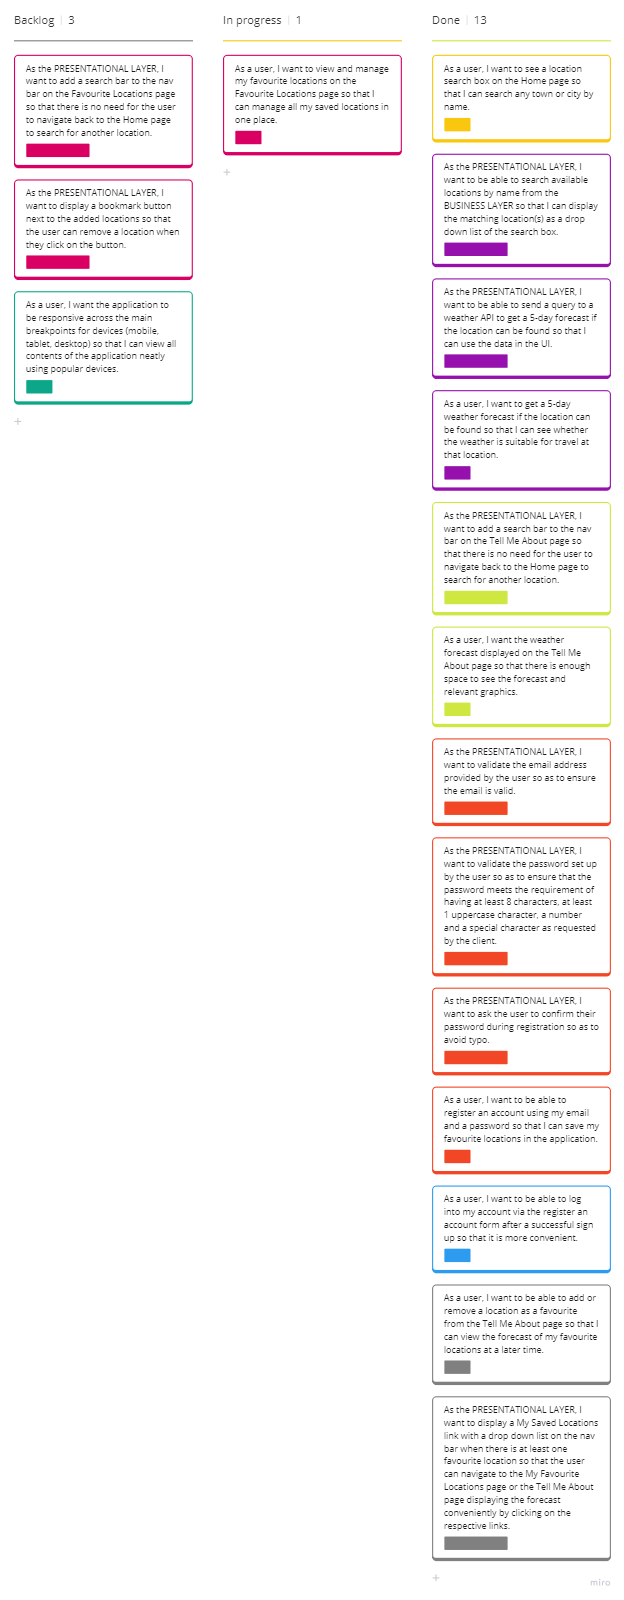 Backlog | 3
As the PRESENTATIONAL LAYER, I
want to add a search bar to the nav
bar on the Favourite Locations page
so that there is no need for the user
to navigate back to the Home page
to search for another location.
As the PRESENTATIONAL LAYER, I
want to display a bookmark button
next to the added locations so that
the user can remove a location when
they click on the button.
As a user, I want the application to
be responsive across the main
breakpoints for devices (mobile,
tablet, desktop) so that I can view all
contents of the application neatly
using popular devices.
+
In progress | 1
As a user, I want to view and manage
my favourite locations on the
Favourite Locations page so that I
can manage all my saved locations in
one place.
+
Done | 13
As a user, I want to see a location
search box on the Home page so
that I can search any town or city by
name.
As the PRESENTATIONAL LAYER, I
want to be able to search available
locations by name from the
BUSINESS LAYER so that I can display
the matching location(s) as a drop
down list of the search box.
As the PRESENTATIONAL LAYER, I
want to be able to send a query to a
weather API to get a 5-day forecast if
the location can be found so that I
can use the data in the UI.
As a user, I want to get a 5-day
weather forecast if the location can
be found so that I can see whether
the weather is suitable for travel at
that location.
As the PRESENTATIONAL LAYER, I
want to add a search bar to the nav
bar on the Tell Me About page so
that there is no need for the user to
navigate back to the Home page to
search for another location.
As a user, I want the weather
forecast displayed on the Tell Me
About page so that there is enough
space to see the forecast and
relevant graphics.
As the PRESENTATIONAL LAYER, I
want to validate the email address
provided by the user so as to ensure
the email is valid.
As the PRESENTATIONAL LAYER, I
want to validate the password set up
by the user so as to ensure that the
password meets the requirement of
having at least 8 characters, at least
1 uppercase character, a number
and a special character as requested
by the client.
As the PRESENTATIONAL LAYER, I
want to ask the user to confirm their
password during registration so as to
avoid typo.
As a user, I want to be able to
register an account using my email
and a password so that I can save my
favourite locations in the application.
As a user, I want to be able to log
into my account via the register an
account form after a successful sign
up so that it is more convenient.
As a user, I want to be able to add or
remove a location as a favourite
from the Tell Me About page so that I
can view the forecast of my favourite
locations at a later time.
As the PRESENTATIONAL LAYER, I
want to display a My Saved Locations
link with a drop down list on the nav
bar when there is at least one
favourite location so that the user
can navigate to the My Favourite
Locations page or the Tell Me About
page displaying the forecast
conveniently by clicking on the
respective links.
+
miro